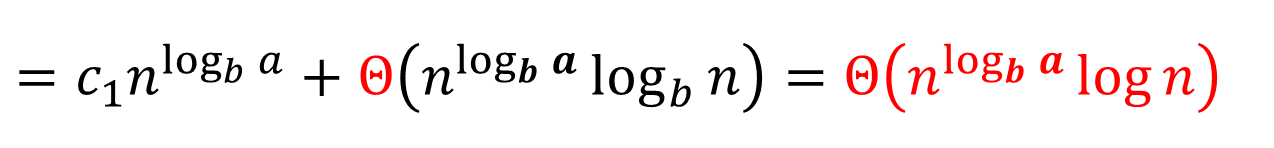 = c₁n^{log_b a} + Θ(n^{log_b a} log_b n) = Θ(n^{log_b a} log n)